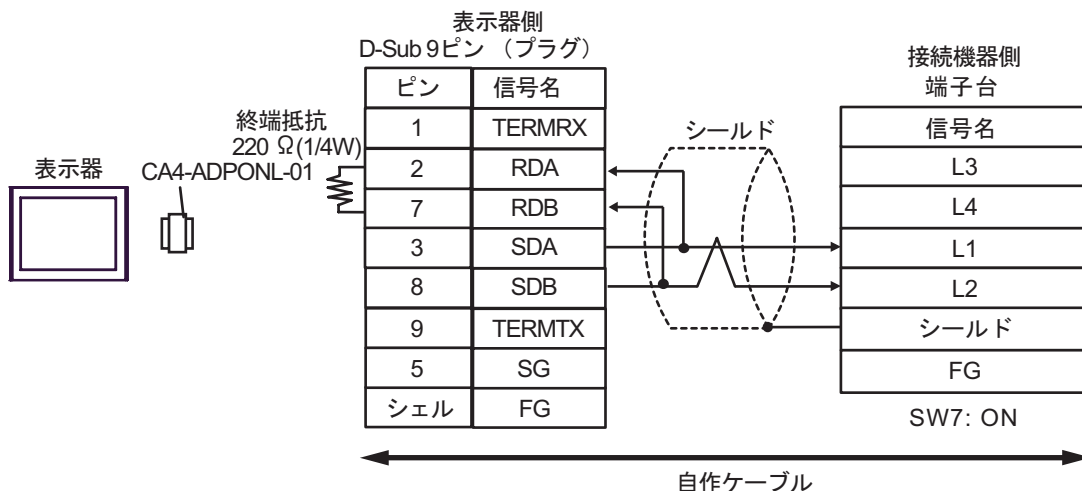 表示器側
D-Sub 9ピン （プラグ）
接続機器側
端子台
ピン 信号名
信号名
終端抵抗
220 Ω(1/4W)
1 TERMRX
シールド
表示器
CA4-ADPONL-01
2 RDA
L3
7 RDB
L4
3 SDA
L1
8 SDB
L2
9 TERMTX
シールド
5 SG
FG
シェル FG
SW7: ON
自作ケーブル